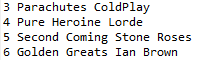 3 Parachutes ColdPlay
4 Pure Heroine Lorde
5 Second Coming Stone Roses
6 Golden Greats Ian Brown